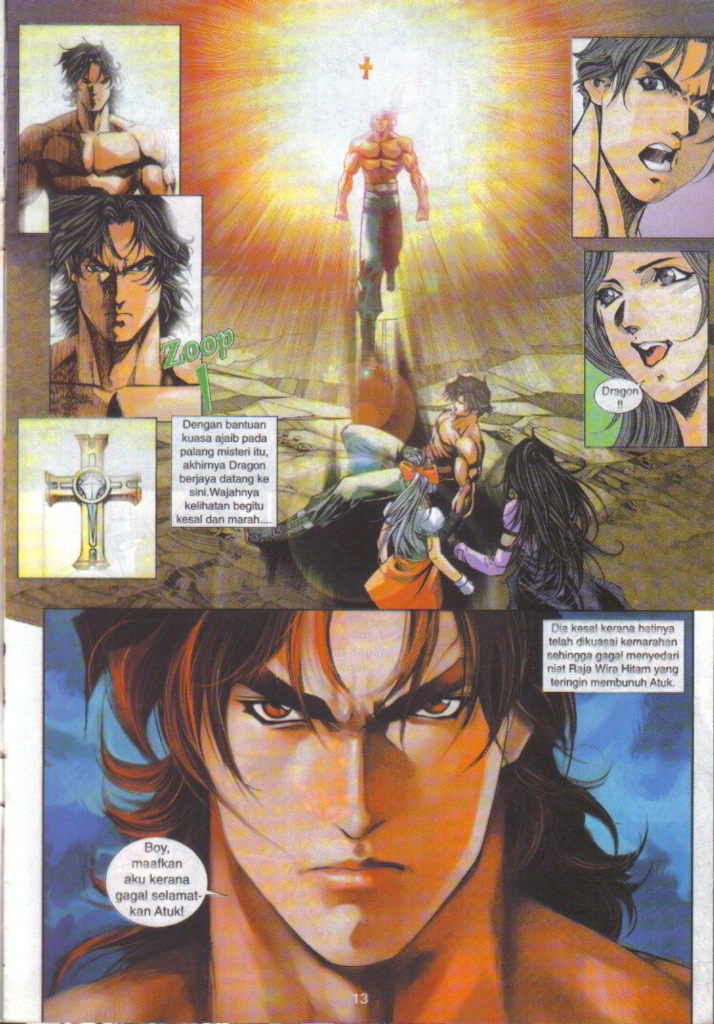 Dragon
!!
Zoop
!
Dengan bantuan
kuasa ajaib pada
palang misteri itu,
akhirnya Dragon
berjaya datang ke
sini.Wajahnya
kelihatan begitu
kesal dan marah....
Dia kesal kerana hatinya
telah dikuasai kemarahan
sehingga gagal menyedari
niat Raja Wira Hitam yang
teringin membunuh Atuk.
Boy,
maafkan
aku kerana
gagal selamat-
kan Atuk!
13